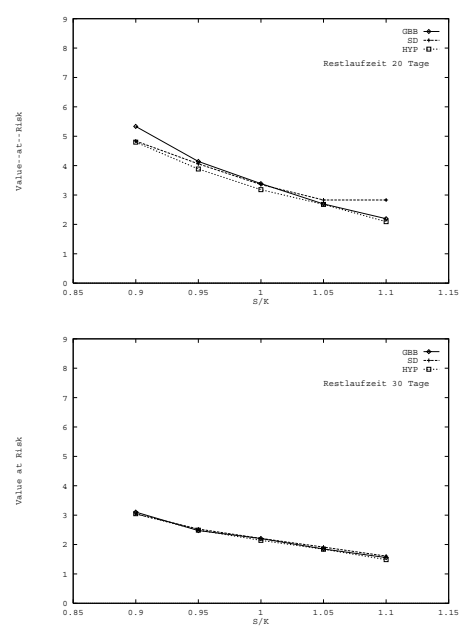 9
8
7
6
5
4
3
2
1
0
Value--at--Risk
GBB
SD
HYP
Restlaufzeit 20 Tage
0.85 0.9 0.95 1 1.05 1.1 1.15
S/K
9
8
7
6
5
4
3
2
1
0
Value at Risk
GBB
SD
HYP
Restlaufzeit 30 Tage
0.85 0.9 0.95 1 1.05 1.1 1.15
S/K